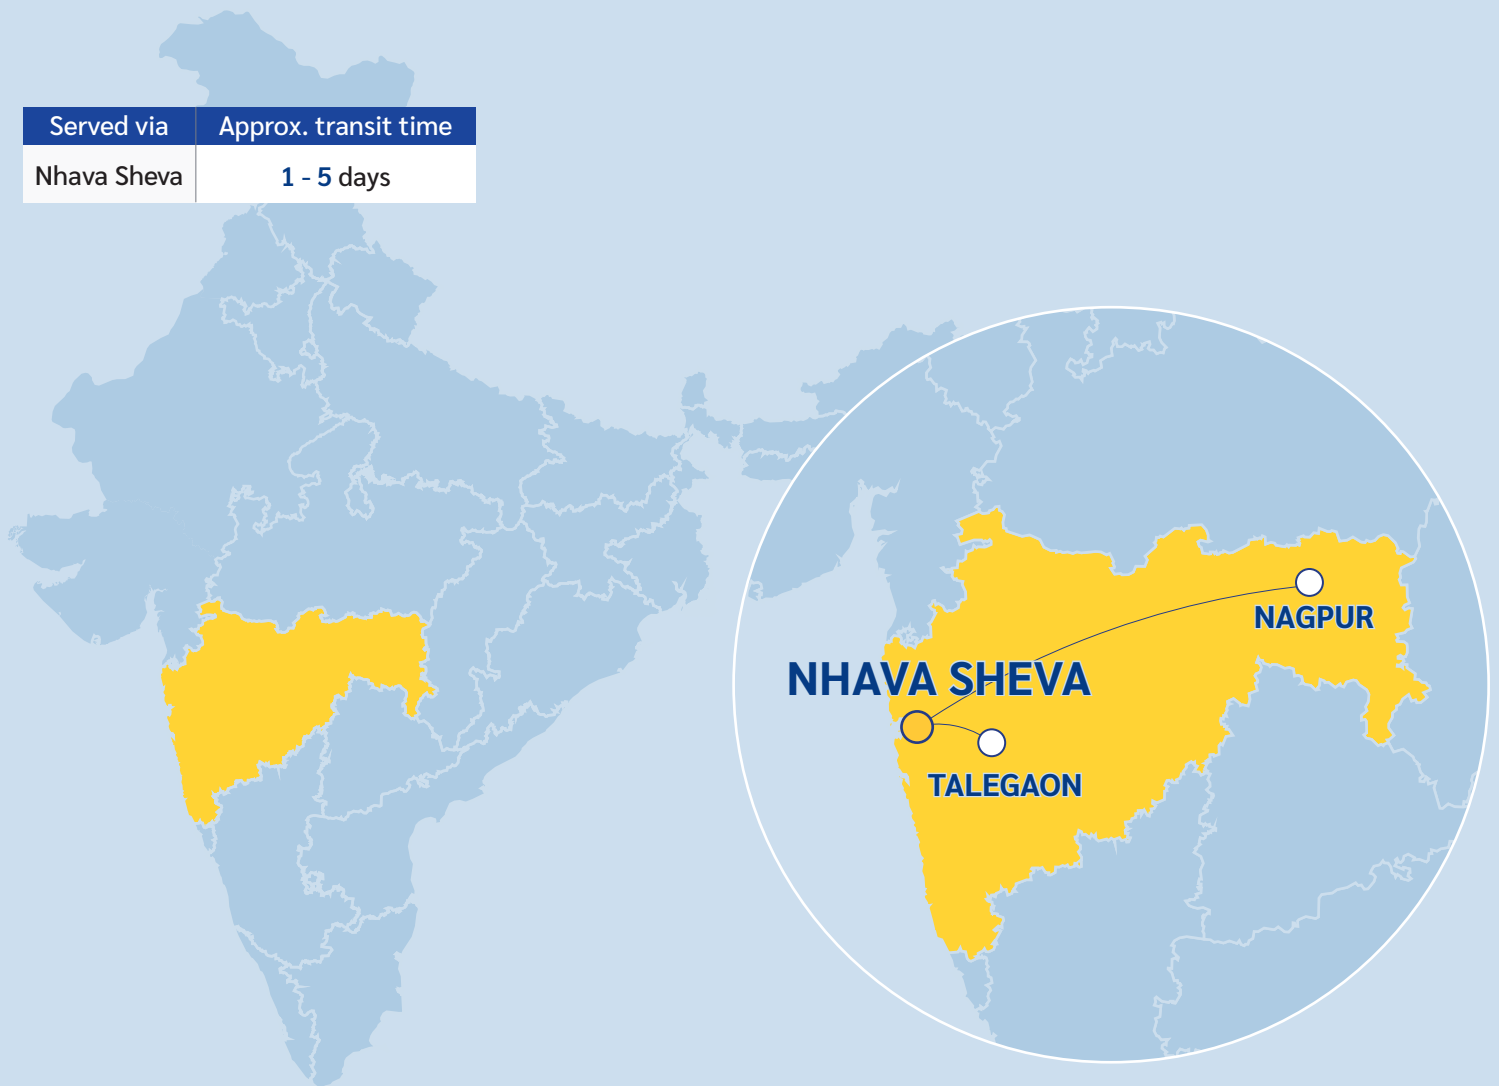 Served via Approx. transit time
Nhava Sheva 1 - 5 days
NAGPUR
NHAVA SHEVA
TALEGAON